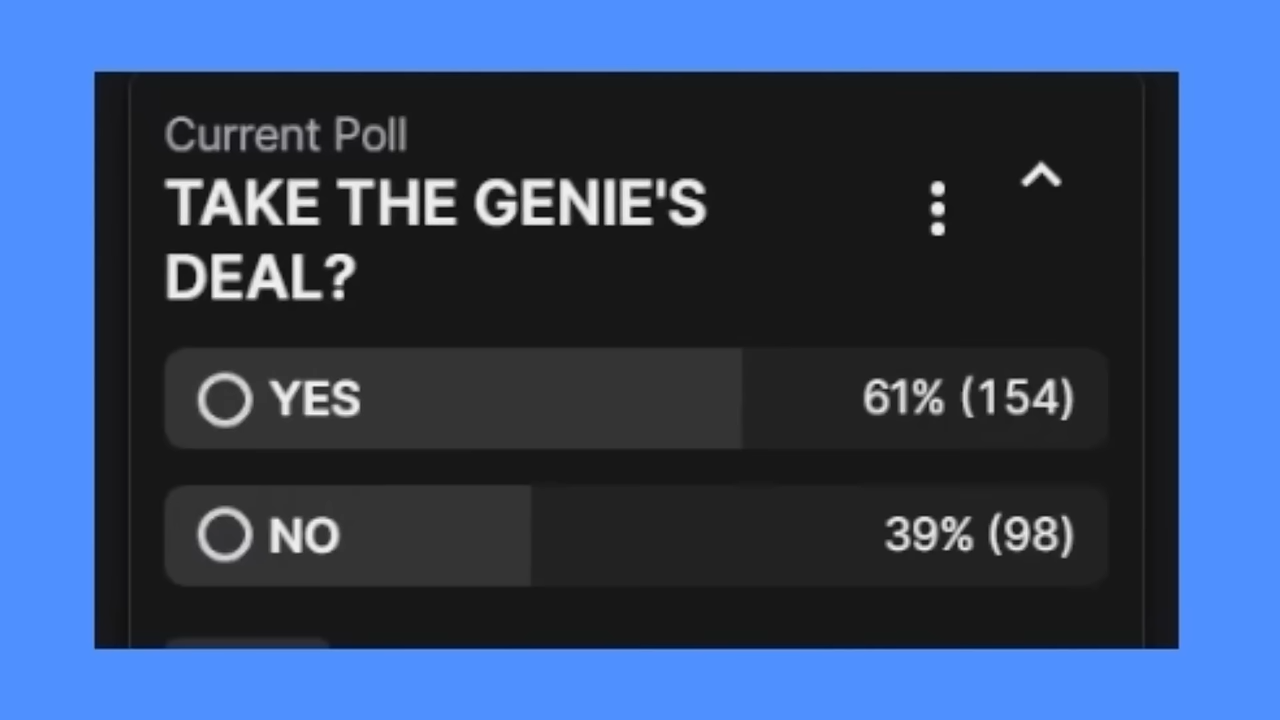 Current Poll
TAKE THE GENIE'S
DEAL?
YES 61% (154)
NO 39% (98)